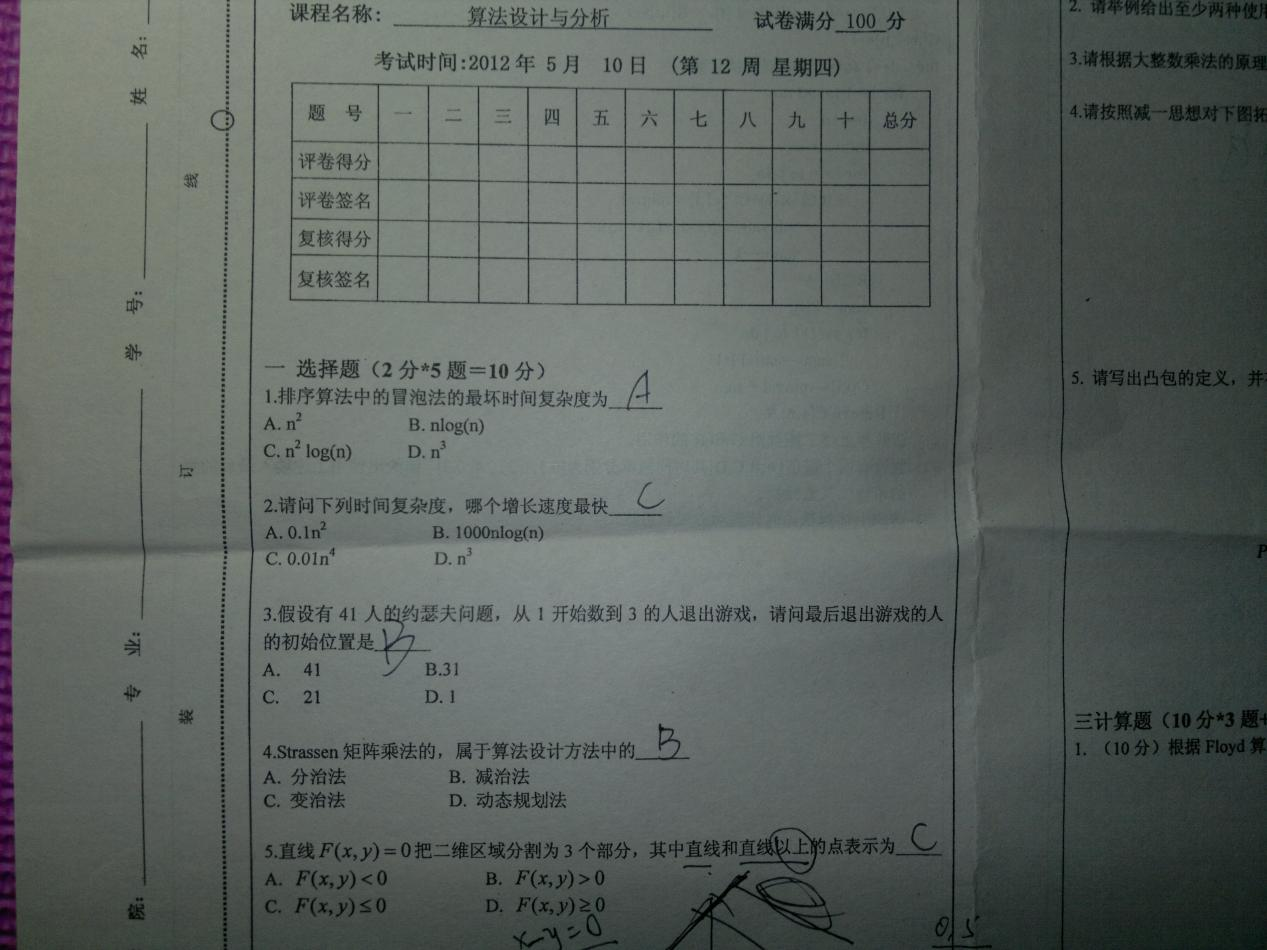 课程名称: 算法设计与分析 试卷满分 100 分
考试时间:2012 年 5 月 10 日 (第 12 周 星期四)
题 号 一 二 三 四 五 六 七 八 九 十 总分
评卷得分
评卷签名
复核得分
复核签名
一 选择题（2 分*5 题＝10 分）
1.排序算法中的冒泡法的最坏时间复杂度为 A
A. n² B. nlog(n)
C. n² log(n) D. n³
2.请问下列时间复杂度，哪个增长速度最快 C
A. 0.1n² B. 1000nlog(n)
C. 0.01n⁴ D. n³
3.假设有 41 人的约瑟夫问题，从 1 开始数到 3 的人退出游戏，请问最后退出游戏的人
的初始位置是 B
A. 41 B.31
C. 21 D. 1
4.Strassen 矩阵乘法的，属于算法设计方法中的 B
A. 分治法 B. 减治法
C. 变治法 D. 动态规划法
5.直线 F(x, y) = 0 把二维区域分割为 3 个部分，其中直线和直线以上的点表示为 C
A. F(x, y) < 0 B. F(x, y) > 0
C. F(x, y) ≤ 0 D. F(x, y) ≥ 0
x-y=0
0.5
姓 名:
学 号:
专 业:
院:
线
订
装
2. 请举例给出至少两种使用
3.请根据大整数乘法的原理
4.请按照减一思想对下图拓
5. 请写出凸包的定义，并
三计算题（10 分*3 题
1. （10 分）根据 Floyd 算